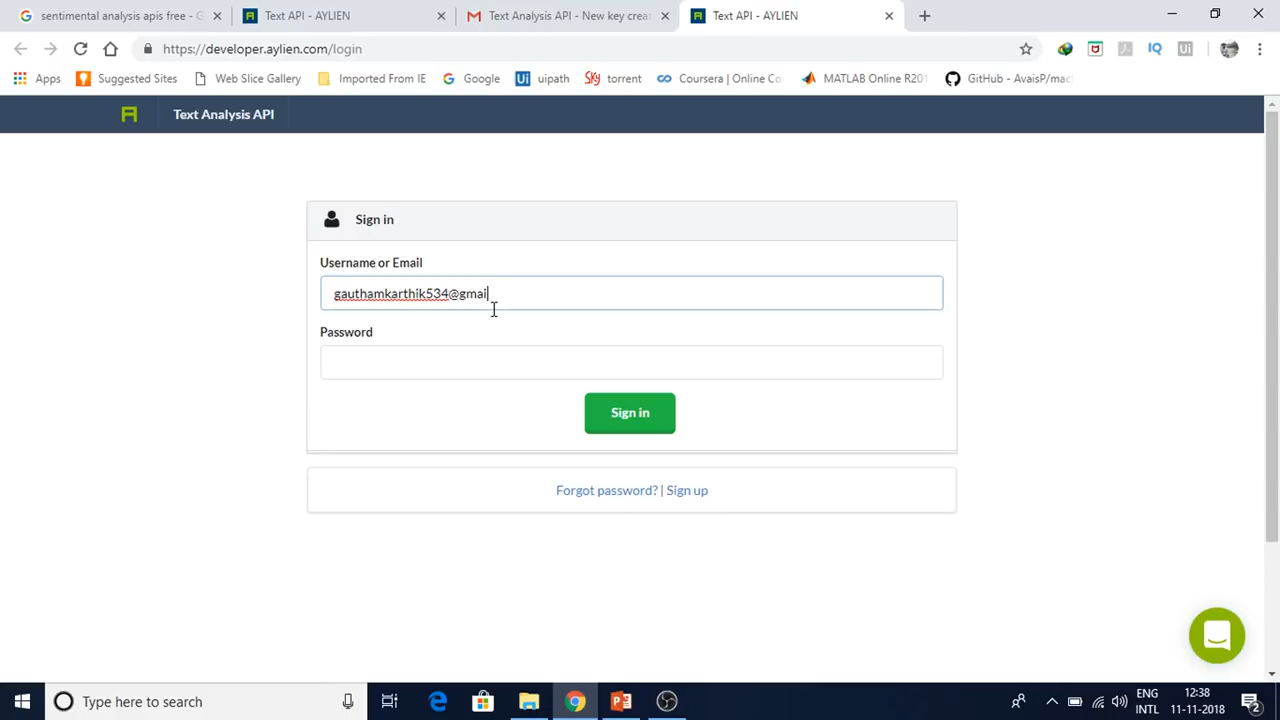 sentimental analysis apis free - G
Text API - AYLIEN
Text Analysis API - New key creat
Text API - AYLIEN
https://developer.aylien.com/login
Apps
Suggested Sites
Web Slice Gallery
Imported From IE
Google
uipath
torrent
Coursera | Online Co
MATLAB Online R201
GitHub - AvaisP/mac
Text Analysis API
Sign in
Username or Email
gauthamkarthik534@gmai
Password
Sign in
Forgot password? | Sign up
Type here to search
ENG
INTL
12:38
11-11-2018
2